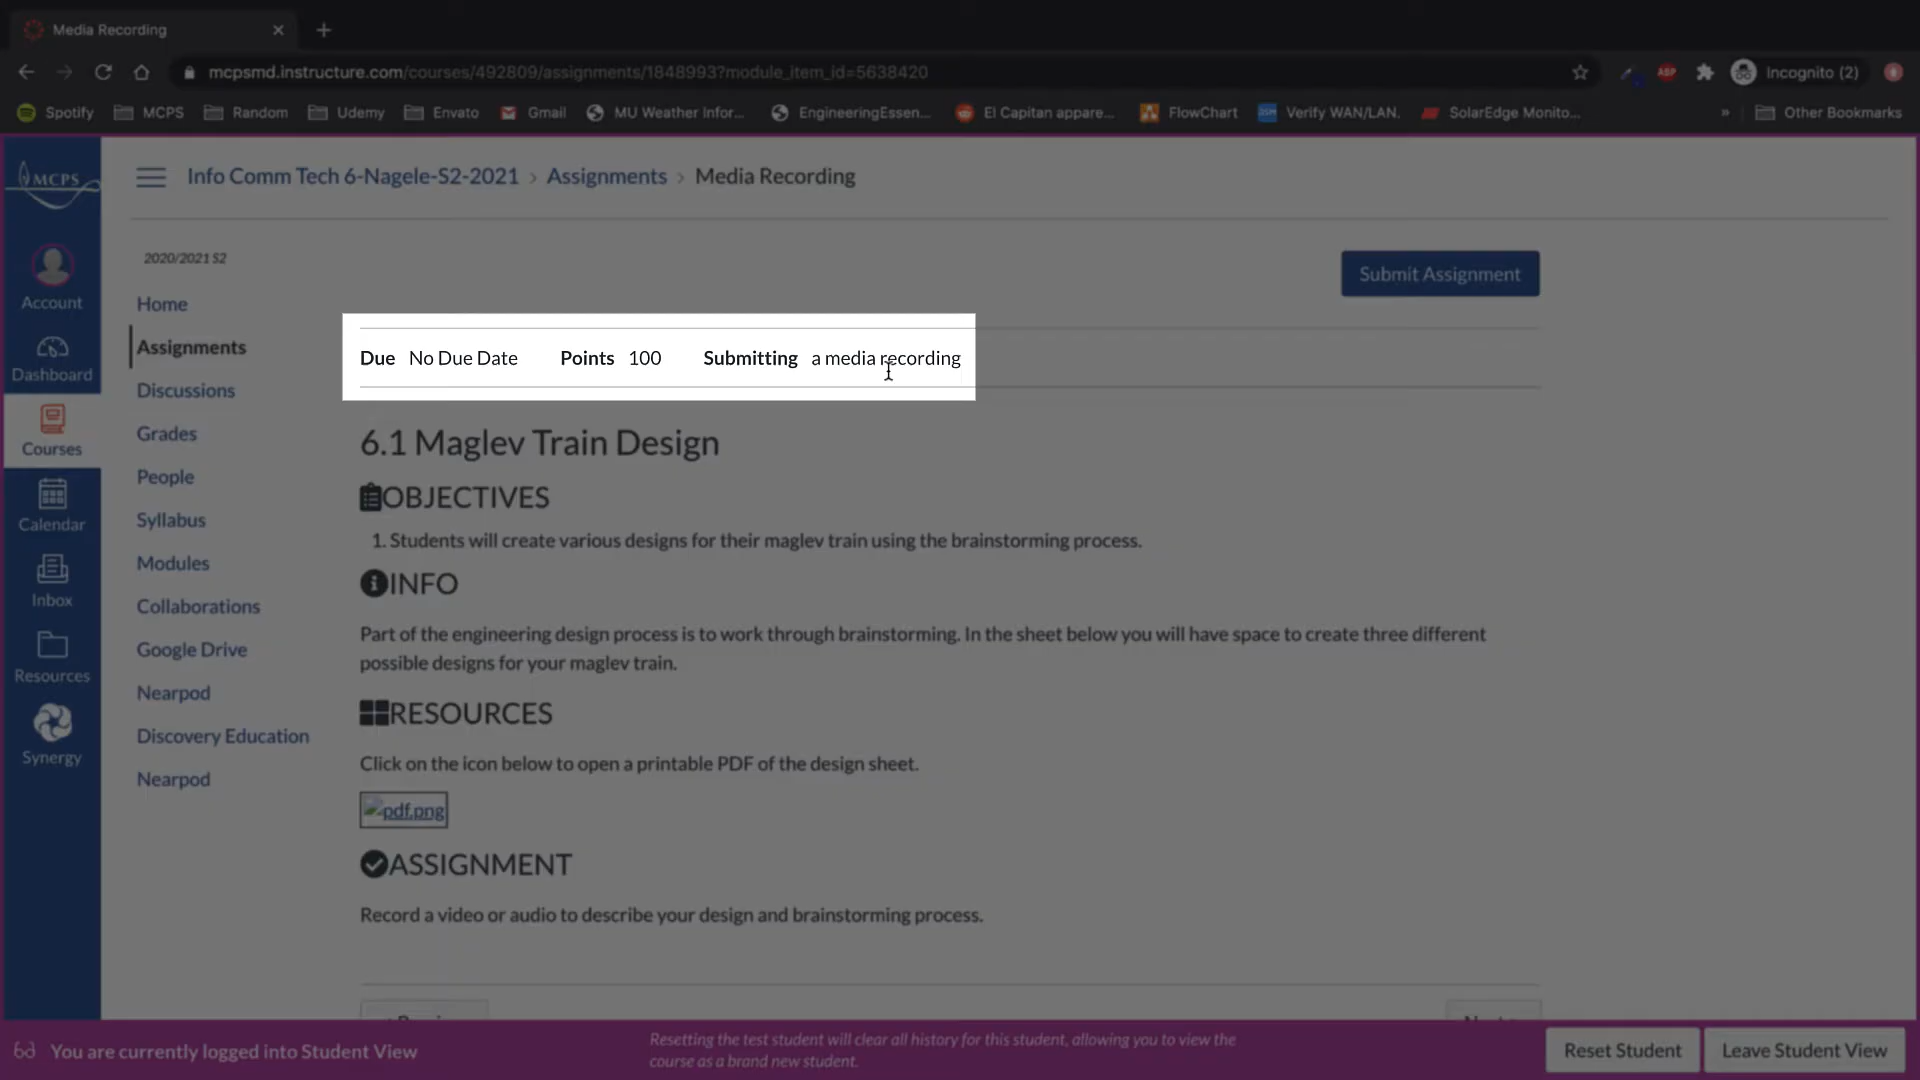 Media Recording
mcpsmd.instructure.com/courses/492809/assignments/1848993?module_item_id=5638420
ABP
Incognito (2)
Spotify
MCPS
Random
Udemy
Envato
Gmail
MU Weather Infor...
EngineeringEssen...
El Capitan appare...
FlowChart
Verify WAN/LAN.
SolarEdge Monito...
»
Other Bookmarks
MCPS
Info Comm Tech 6-Nagele-S2-2021 › Assignments › Media Recording
2020/2021 S2
Submit Assignment
Account
Dashboard
Courses
Calendar
Inbox
Resources
Synergy
Home
Assignments
Discussions
Grades
People
Syllabus
Modules
Collaborations
Google Drive
Nearpod
Discovery Education
Nearpod
Due No Due Date Points 100 Submitting a media recording
6.1 Maglev Train Design
OBJECTIVES
1. Students will create various designs for their maglev train using the brainstorming process.
INFO
Part of the engineering design process is to work through brainstorming. In the sheet below you will have space to create three different
possible designs for your maglev train.
RESOURCES
Click on the icon below to open a printable PDF of the design sheet.
pdf.png
ASSIGNMENT
Record a video or audio to describe your design and brainstorming process.
You are currently logged into Student View
Resetting the test student will clear all history for this student, allowing you to view the
course as a brand new student.
Reset Student
Leave Student View